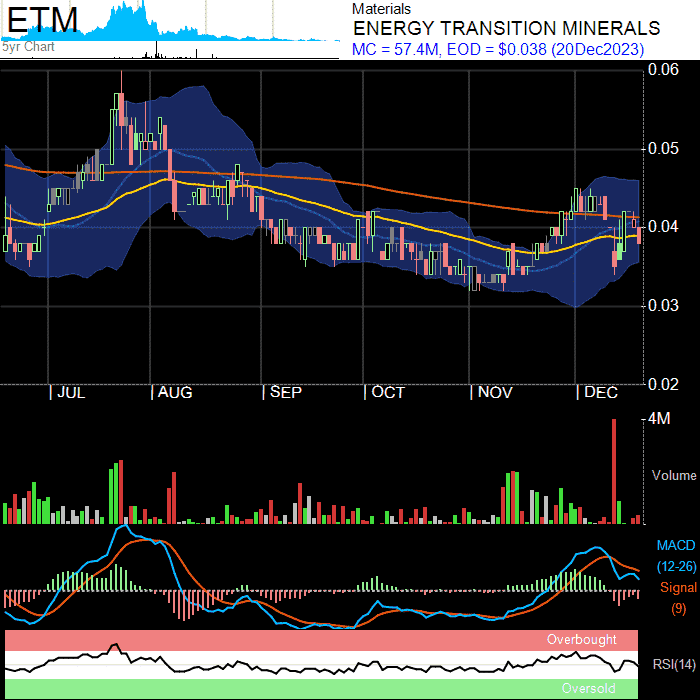 ETM
5yr Chart
Materials
ENERGY TRANSITION MINERALS
MC = 57.4M, EOD = $0.038 (20Dec2023)
0.06
0.05
0.04
0.03
0.02
| JUL | AUG | SEP | OCT | NOV | DEC
4M
Volume
MACD
(12-26)
Signal
(9)
Overbought
RSI(14)
Oversold